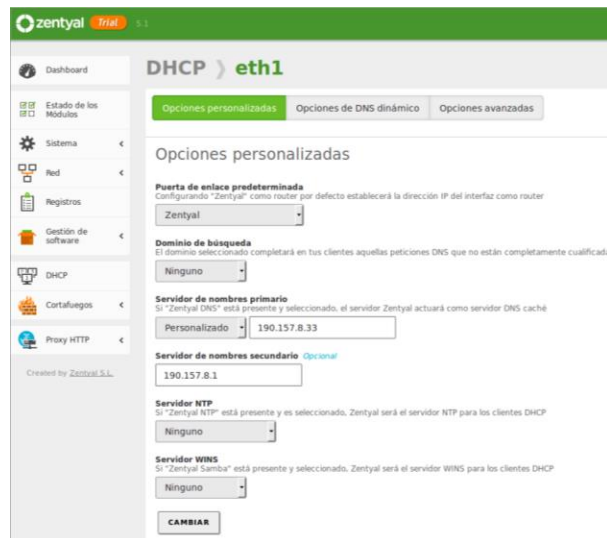 zentyal Trial 5.1
Dashboard
Estado de los
Módulos
Sistema
Red
Registros
Gestión de
software
DHCP
Cortafuegos
Proxy HTTP
Created by Zentyal S.L.
DHCP > eth1
Opciones personalizadas Opciones de DNS dinámico Opciones avanzadas
Opciones personalizadas
Puerta de enlace predeterminada
Configurando "Zentyal" como router por defecto establecerá la dirección IP del interfaz como router
Zentyal
Dominio de búsqueda
El dominio seleccionado completará en tus clientes aquellas peticiones DNS que no están completamente cualificada
Ninguno
Servidor de nombres primario
Si "Zentyal DNS" está presente y seleccionado, el servidor Zentyal actuará como servidor DNS caché
Personalizado 190.157.8.33
Servidor de nombres secundario Opcional
190.157.8.1
Servidor NTP
Si "Zentyal NTP" está presente y es seleccionado, Zentyal será el servidor NTP para los clientes DHCP
Ninguno
Servidor WINS
Si "Zentyal Samba" está presente y seleccionado, Zentyal será el servidor WINS para los clientes DHCP
Ninguno
CAMBIAR